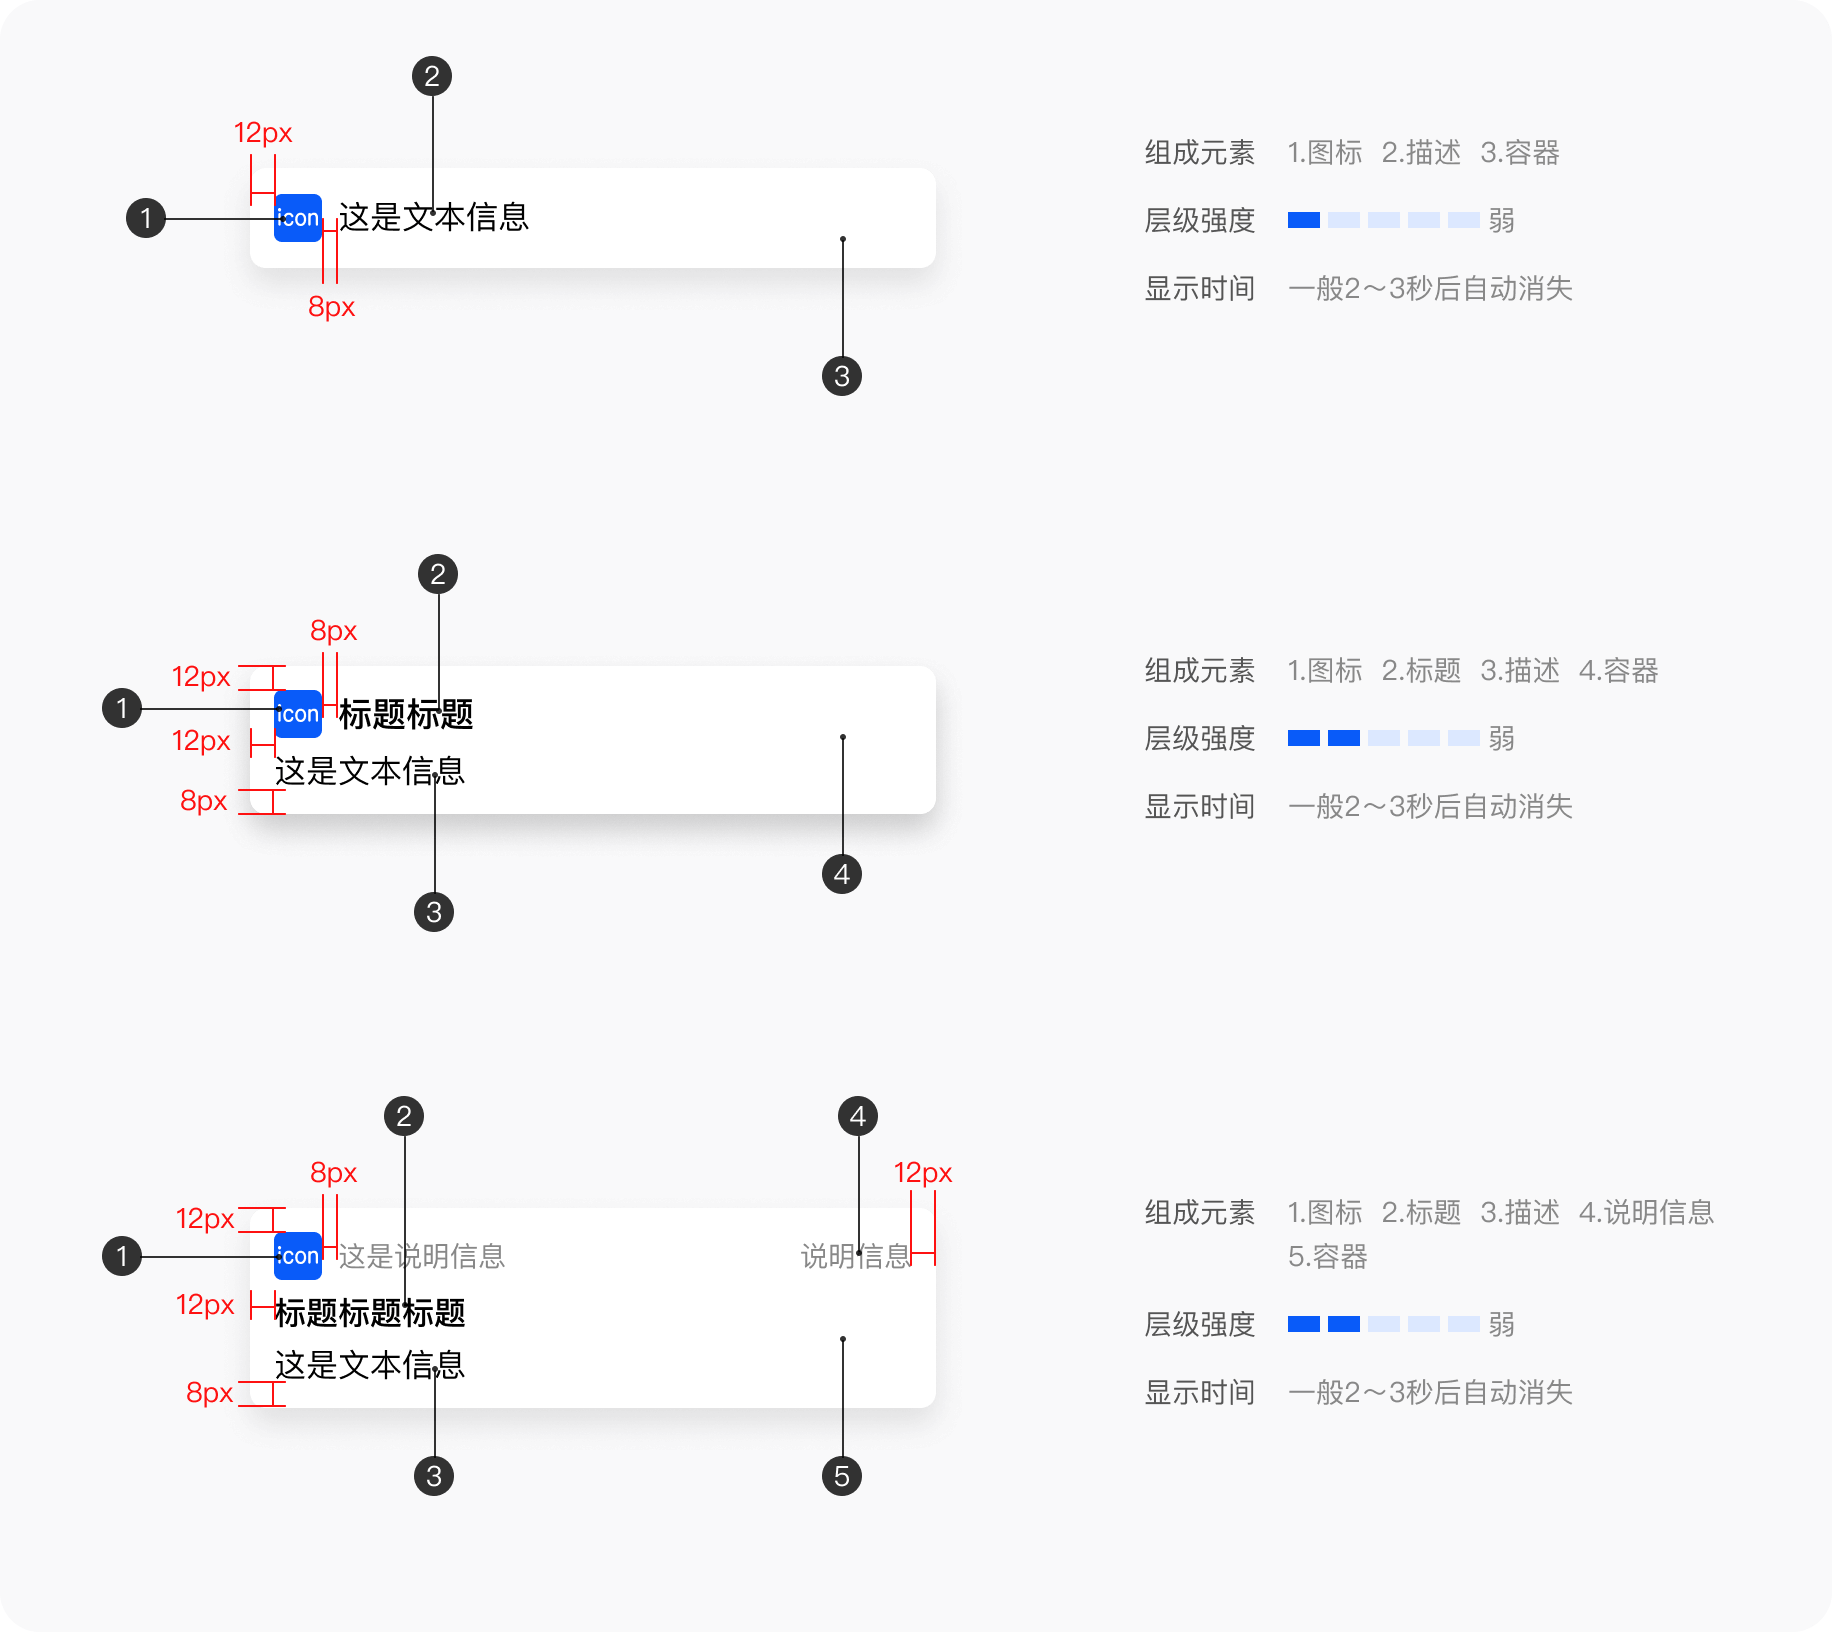 2
12px
1
icon 这是文本信息
8px
3
组成元素 1.图标 2.描述 3.容器
层级强度 弱
显示时间 一般2～3秒后自动消失
2
8px
12px
1
icon 标题标题
12px
这是文本信息
8px
4
3
组成元素 1.图标 2.标题 3.描述 4.容器
层级强度 弱
显示时间 一般2～3秒后自动消失
2 4
8px 12px
12px
1
icon 这是说明信息 说明信息
12px
标题标题标题
这是文本信息
8px
3 5
组成元素 1.图标 2.标题 3.描述 4.说明信息
5.容器
层级强度 弱
显示时间 一般2～3秒后自动消失